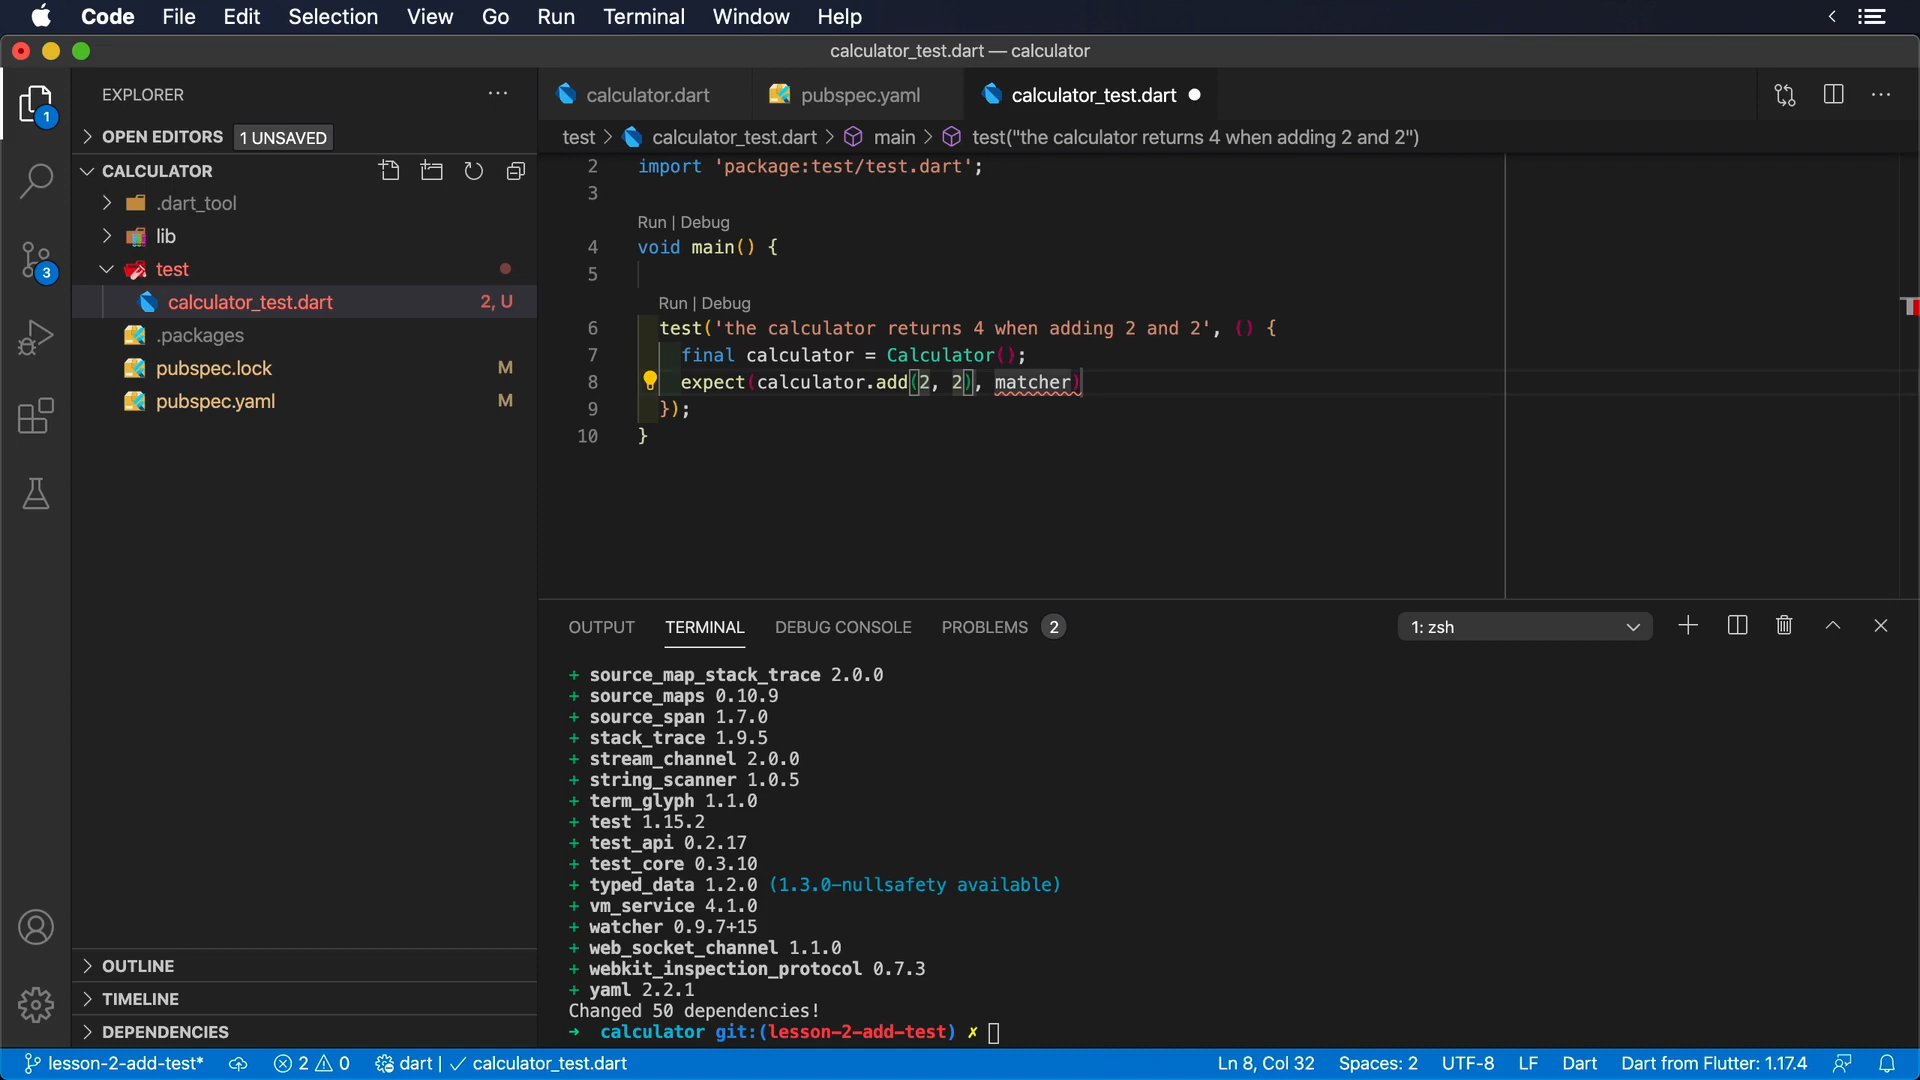 Code File Edit Selection View Go Run Terminal Window Help
calculator_test.dart — calculator
EXPLORER
OPEN EDITORS 1 UNSAVED
CALCULATOR
.dart_tool
lib
test
calculator_test.dart 2, U
.packages
pubspec.lock M
pubspec.yaml M
OUTLINE
TIMELINE
DEPENDENCIES
1
3
calculator.dart pubspec.yaml calculator_test.dart
test > calculator_test.dart > main > test("the calculator returns 4 when adding 2 and 2")
2 import 'package:test/test.dart';
3
Run | Debug
4 void main() {
5
Run | Debug
6 test('the calculator returns 4 when adding 2 and 2', () {
7 final calculator = Calculator();
8 expect(calculator.add(2, 2), matcher)
9 });
10 }
OUTPUT TERMINAL DEBUG CONSOLE PROBLEMS 2 1: zsh
+ source_map_stack_trace 2.0.0
+ source_maps 0.10.9
+ source_span 1.7.0
+ stack_trace 1.9.5
+ stream_channel 2.0.0
+ string_scanner 1.0.5
+ term_glyph 1.1.0
+ test 1.15.2
+ test_api 0.2.17
+ test_core 0.3.10
+ typed_data 1.2.0 (1.3.0-nullsafety available)
+ vm_service 4.1.0
+ watcher 0.9.7+15
+ web_socket_channel 1.1.0
+ webkit_inspection_protocol 0.7.3
+ yaml 2.2.1
Changed 50 dependencies!
→ calculator git:(lesson-2-add-test) ✗
lesson-2-add-test* 2 0 dart | ✓ calculator_test.dart Ln 8, Col 32 Spaces: 2 UTF-8 LF Dart Dart from Flutter: 1.17.4